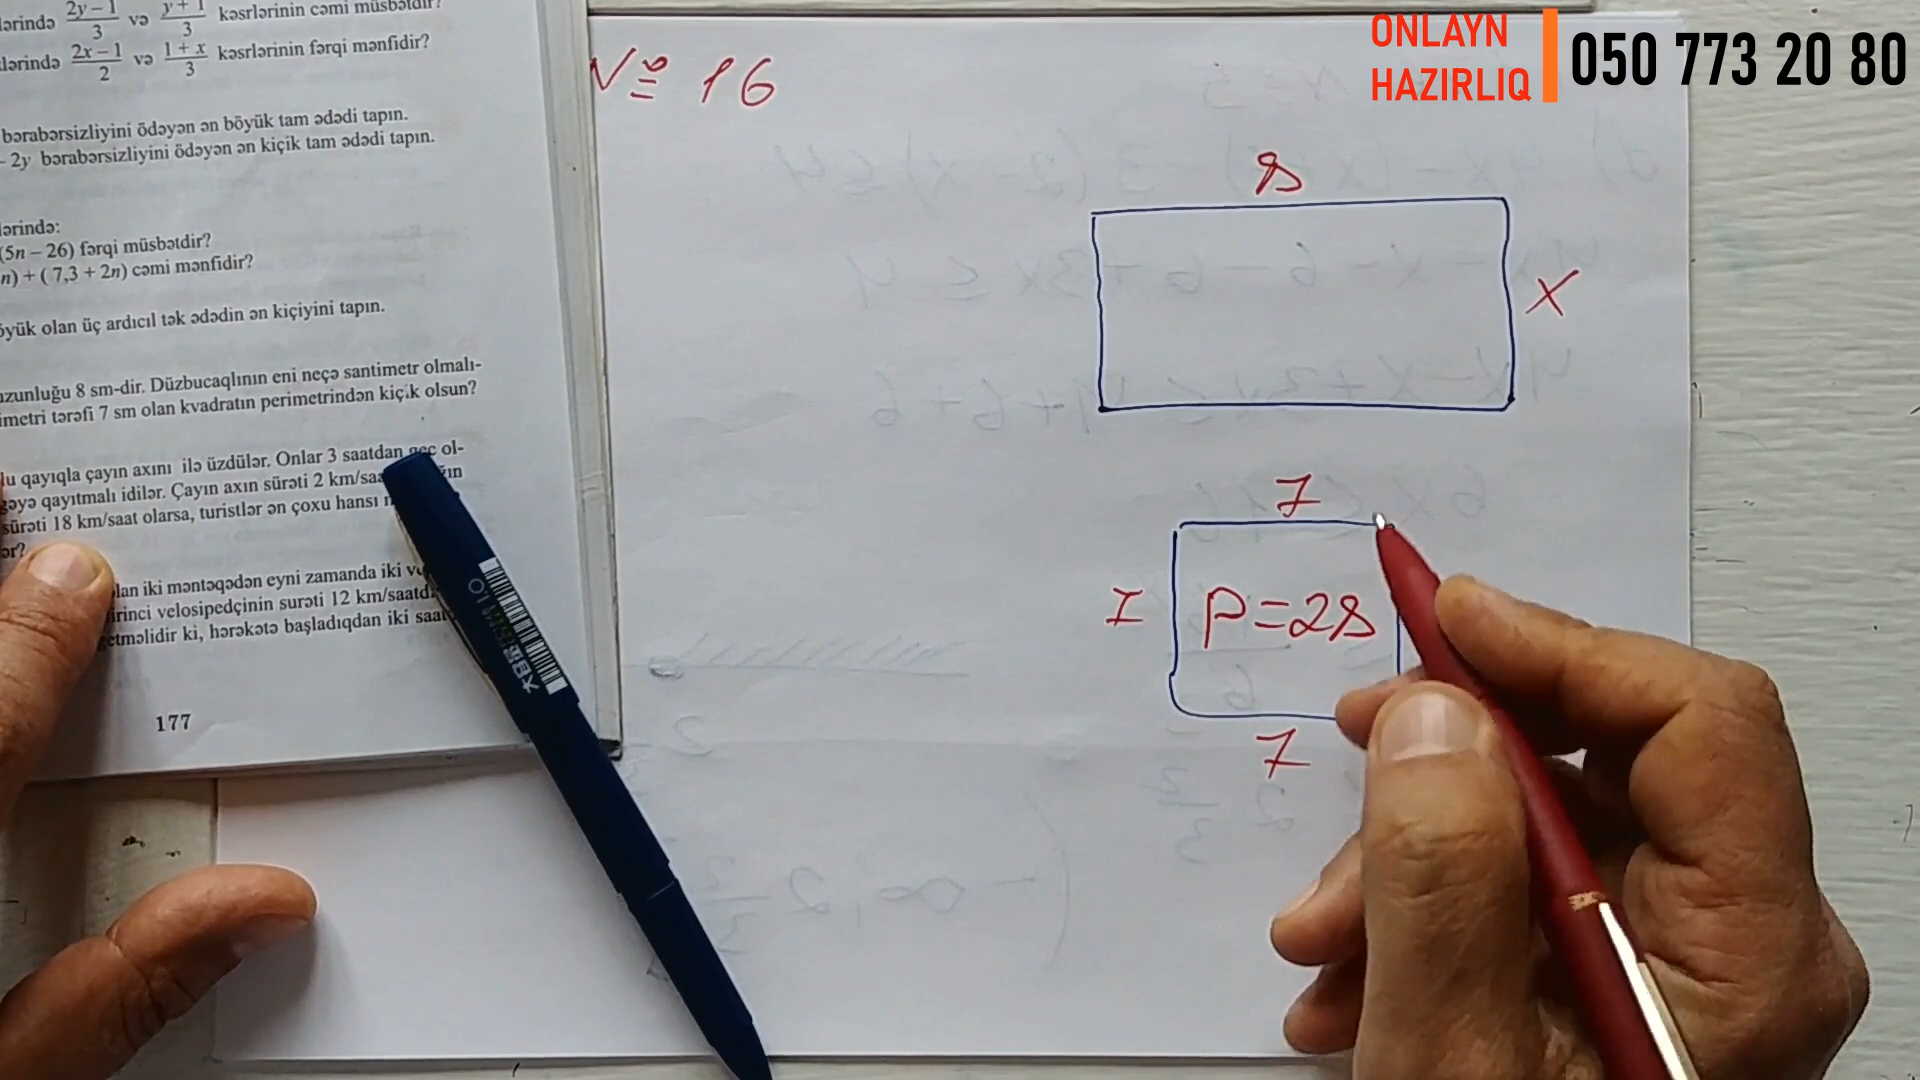 lərində 2y – 1/3 və y + 1/3 kəsrlərinin cəmi müsbətdir?
lərində 2x – 1/2 və 1 + x/3 kəsrlərinin fərqi mənfidir?
bərabərsizliyini ödəyən ən böyük tam ədədi tapın.
– 2y bərabərsizliyini ödəyən ən kiçik tam ədədi tapın.
lərində:
(5n – 26) fərqi müsbətdir?
n) + ( 7,3 + 2n) cəmi mənfidir?
öyük olan üç ardıcıl tək ədədin ən kiçiyini tapın.
uzunluğu 8 sm-dir. Düzbucaqlının eni neçə santimetr olmalı-
imetri tərəfi 7 sm olan kvadratın perimetrindən kiçik olsun?
lu qayıqla çayın axını ilə üzdülər. Onlar 3 saatdan gec ol-
gəyə qayıtmalı idilər. Çayın axın sürəti 2 km/saa
sürəti 18 km/saat olarsa, turistlər ən çoxu hansı
ər?
lan iki məntəqədən eyni zamanda iki ve
irinci velosipedçinin surəti 12 km/saatd
etməlidir ki, hərəkətə başladıqdan iki saat
177
ONLAYN
HAZIRLIQ
050 773 20 80
№ 16
8
x
7
7
P=28
7